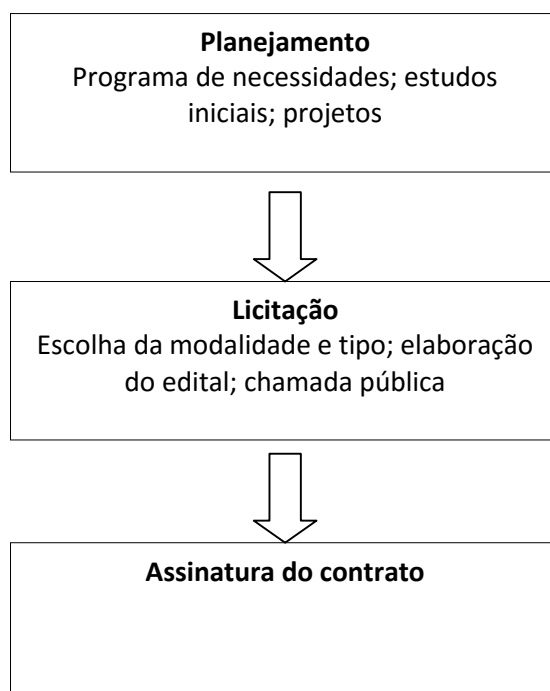 Planejamento
Programa de necessidades; estudos
iniciais; projetos
Licitação
Escolha da modalidade e tipo; elaboração
do edital; chamada pública
Assinatura do contrato